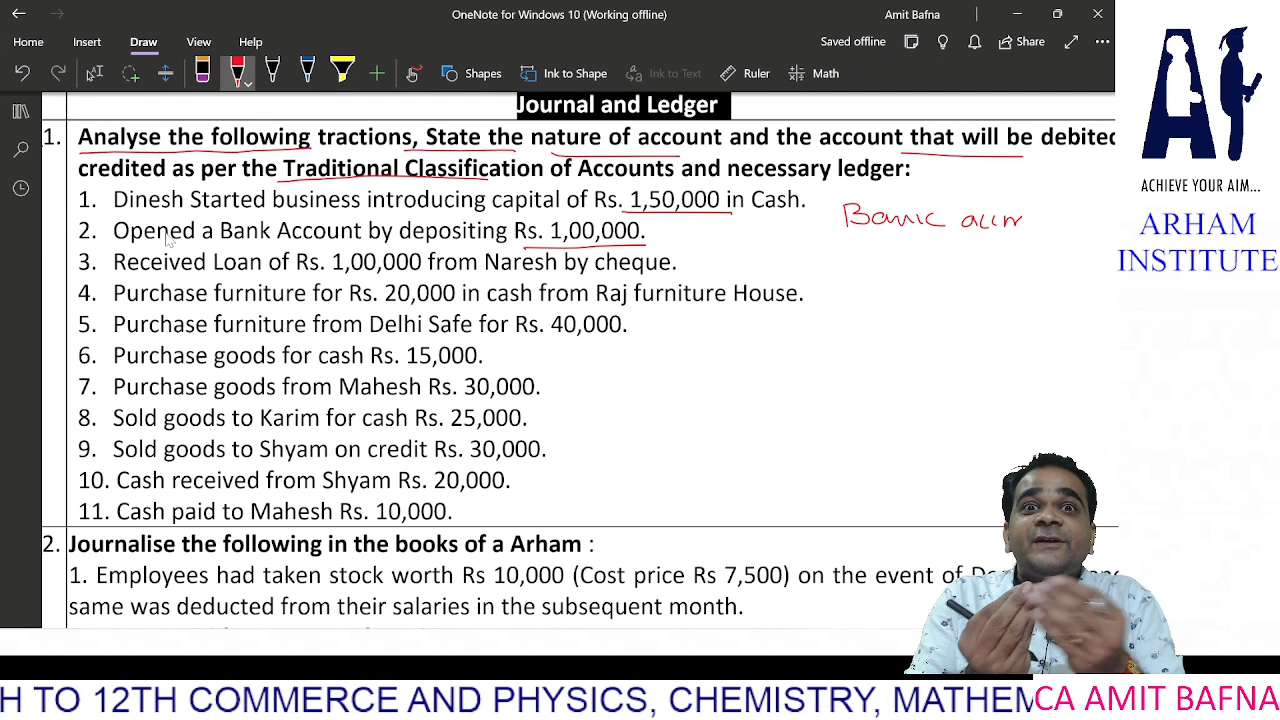 OneNote for Windows 10 (Working offline)
Amit Bafna
Home Insert Draw View Help
Saved offline
Share
Shapes
Ink to Shape
Ink to Text
Ruler
Math
Journal and Ledger
1. Analyse the following tractions, State the nature of account and the account that will be debited
credited as per the Traditional Classification of Accounts and necessary ledger:
1. Dinesh Started business introducing capital of Rs. 1,50,000 in Cash.
2. Opened a Bank Account by depositing Rs. 1,00,000.
3. Received Loan of Rs. 1,00,000 from Naresh by cheque.
4. Purchase furniture for Rs. 20,000 in cash from Raj furniture House.
5. Purchase furniture from Delhi Safe for Rs. 40,000.
6. Purchase goods for cash Rs. 15,000.
7. Purchase goods from Mahesh Rs. 30,000.
8. Sold goods to Karim for cash Rs. 25,000.
9. Sold goods to Shyam on credit Rs. 30,000.
10. Cash received from Shyam Rs. 20,000.
11. Cash paid to Mahesh Rs. 10,000.
Bank
2. Journalise the following in the books of a Arham :
1. Employees had taken stock worth Rs 10,000 (Cost price Rs 7,500) on the event of
same was deducted from their salaries in the subsequent month.
ACHIEVE YOUR AIM...
ARHAM
INSTITUTE
H TO 12TH COMMERCE AND PHYSICS, CHEMISTRY, MATHEM
CA AMIT BAFNA